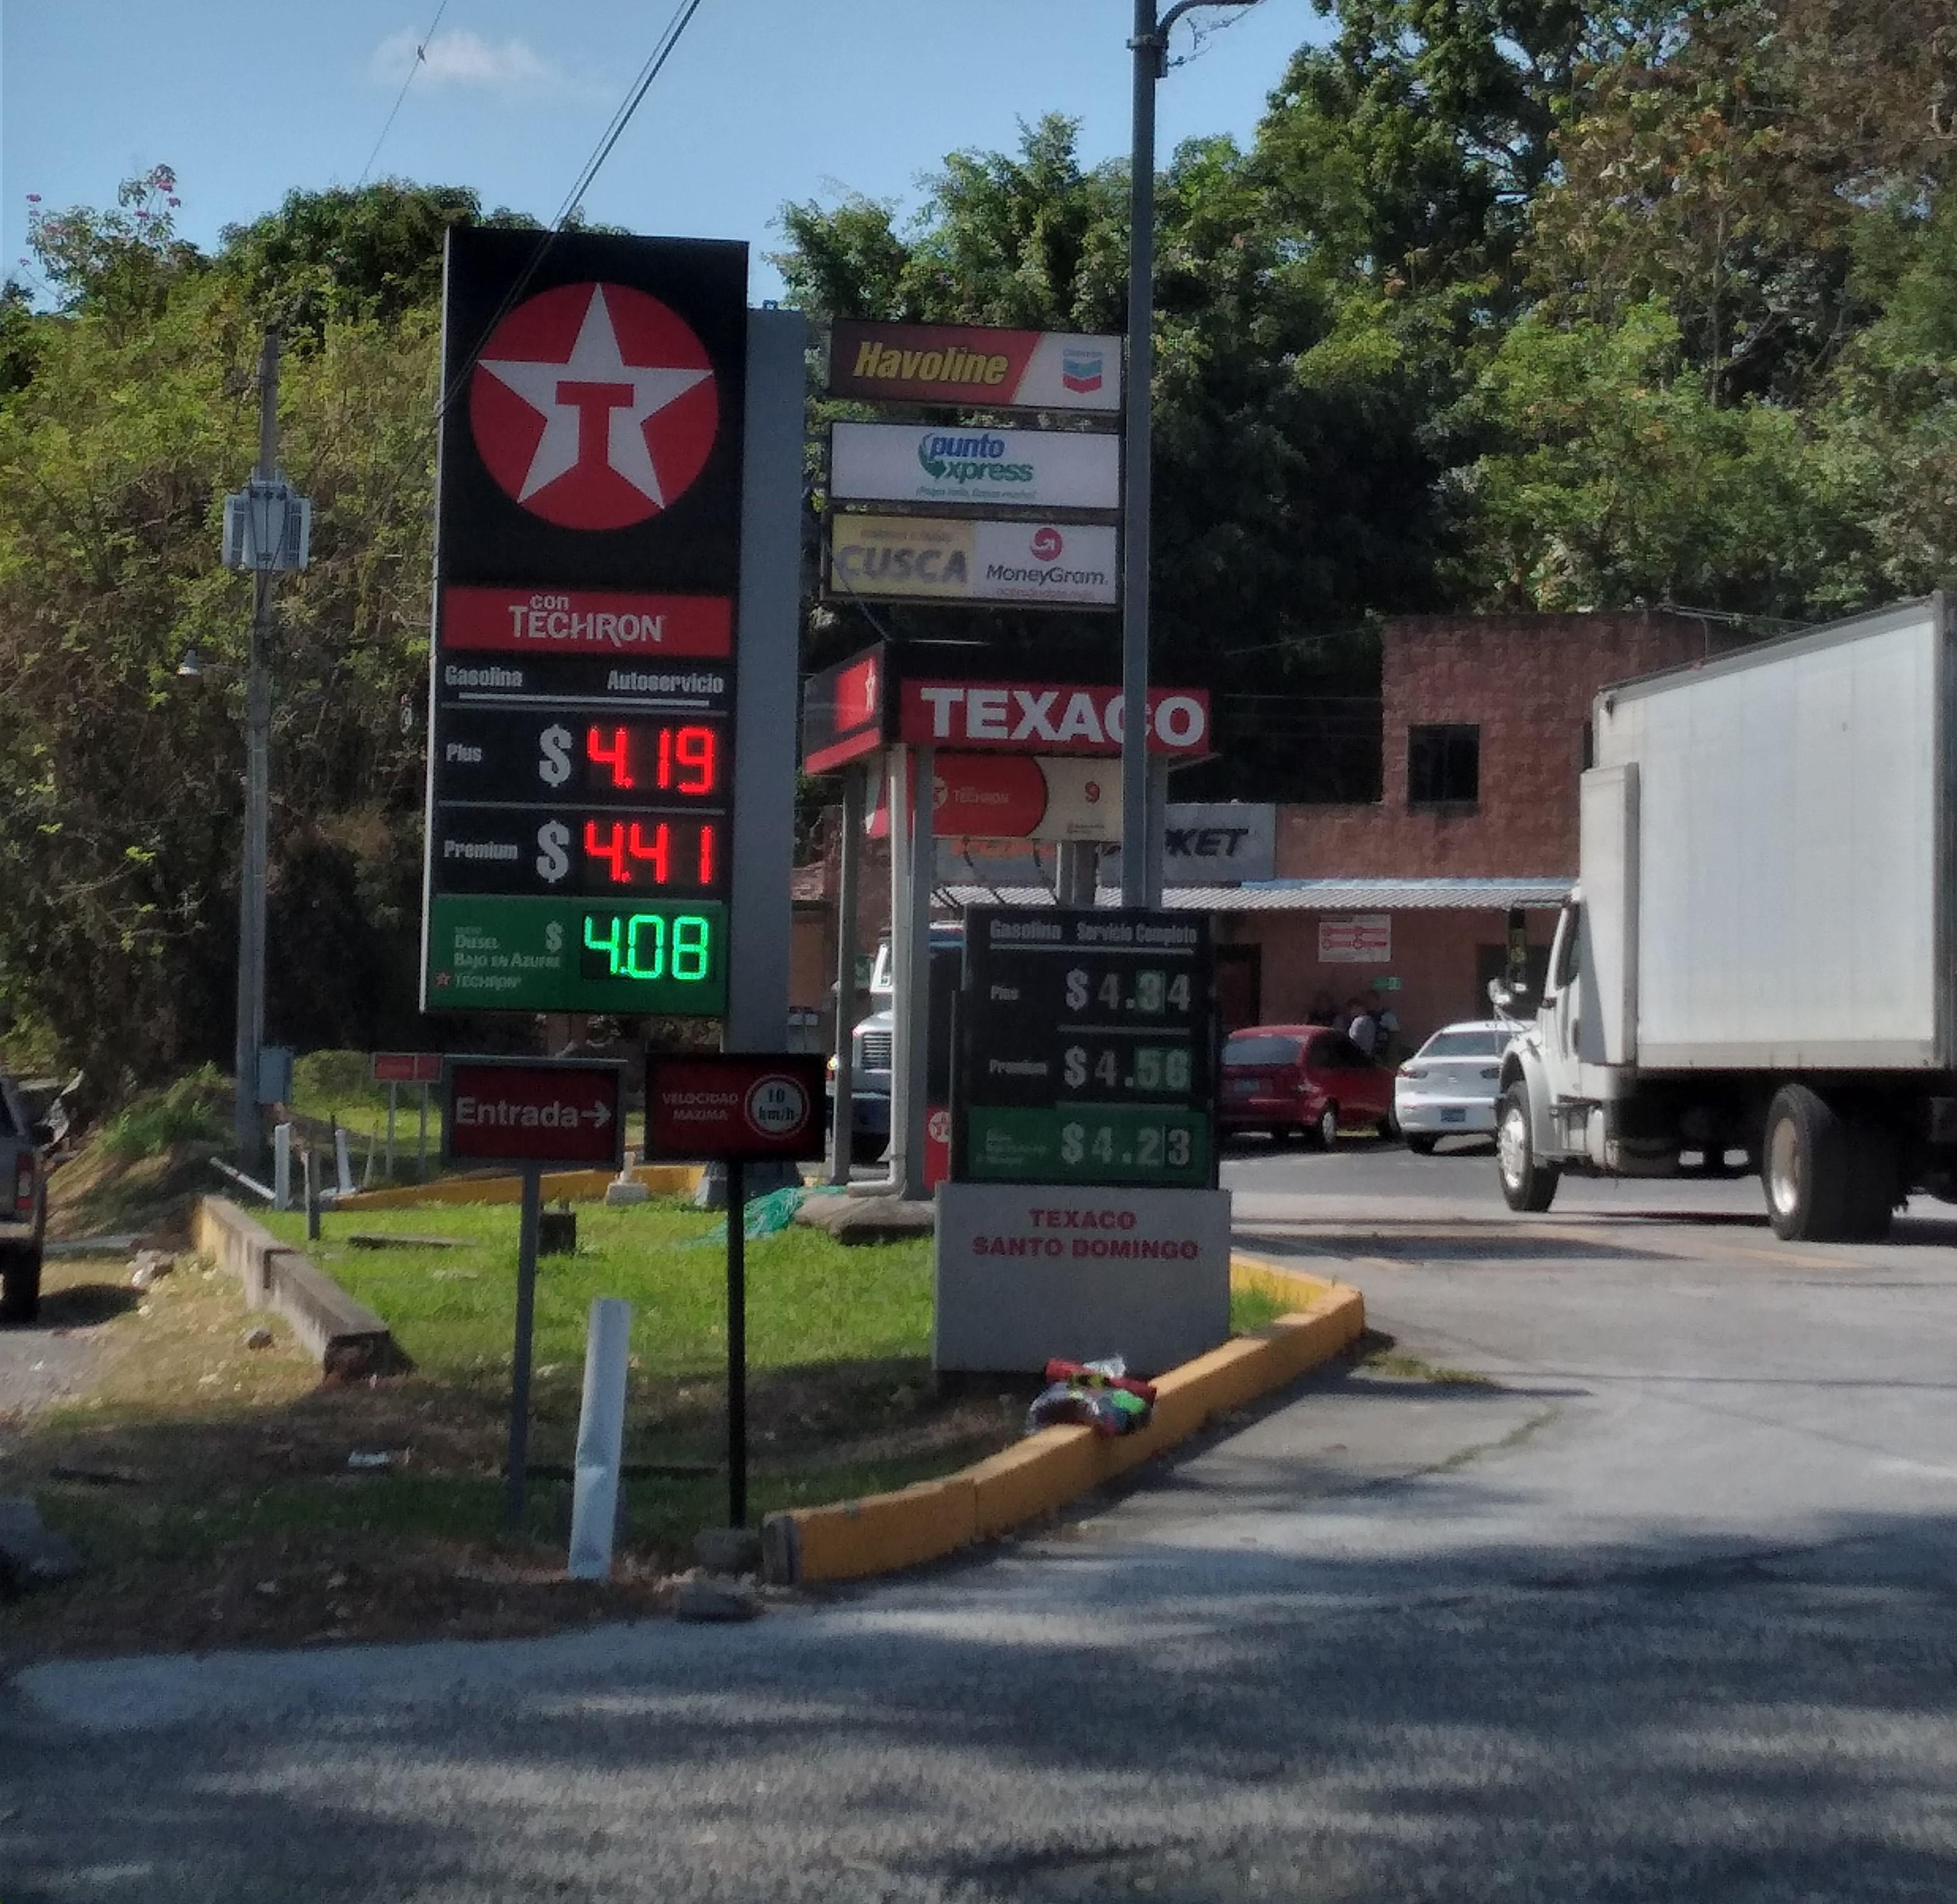 T
con
TECHRON
Gasolina Autoservicio
Plus $ 4.19
Premium $ 4.41
DIESEL $ 4.08
BAJO EN AZUFRE
TECHRON
Havoline
punto
xpress
CUSCA
MoneyGram
TEXACO
TECHRON 9
KET
Gasolina Servicio Completo
Plus $4.34
Premium $4.56
$4.23
Entrada→
VELOCIDAD
MAXIMA
10
km/h
TEXACO
SANTO DOMINGO